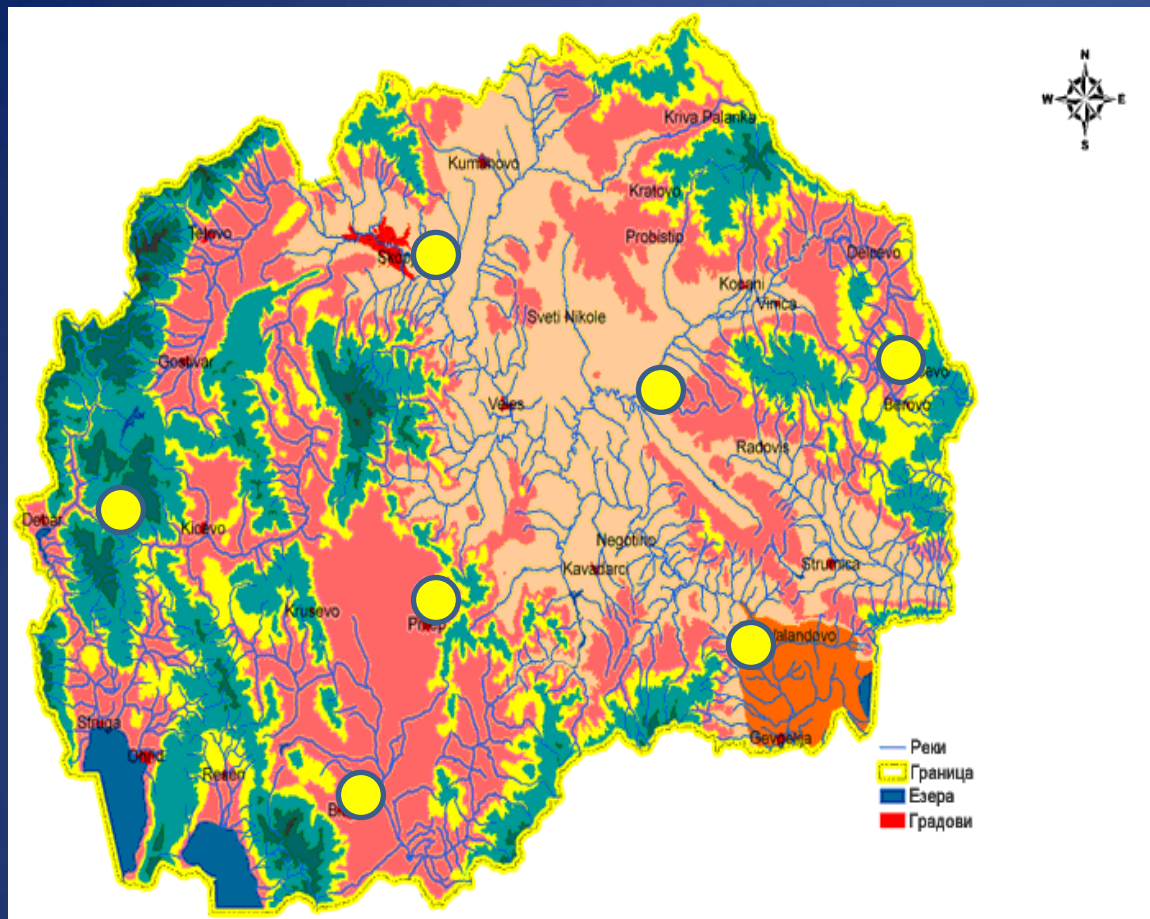 N
W E
S
Kriva Palanka
Kumanovo
Kratovo
Tetovo
Probistip
Delcevo
Kocani
Vinica
Sveti Nikole
Gostivar
Veles
Berovo
Radovis
Debar
Kicevo
Negotino
Kavadarci
Strumica
Krusevo
Valandovo
Struga
Ohrid
Resen
Gevgelija
Реки
Граница
Езера
Градови